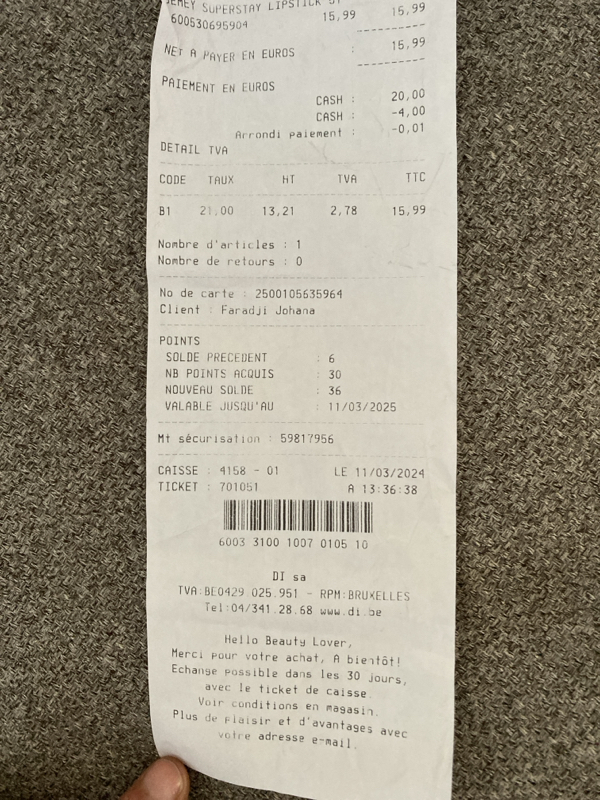 SUPERSTAY LIPSTICK
600530695904 15,99 15,99
NET A PAYER EN EUROS : 15,99
PAIEMENT EN EUROS
CASH : 20,00
CASH : -4,00
Arrondi paiement : -0,01
DETAIL TVA
CODE TAUX HT TVA TTC
B1 21,00 13,21 2,78 15,99
Nombre d'articles : 1
Nombre de retours : 0
No de carte : 2500105635964
Client : Faradji Johana
POINTS
SOLDE PRECEDENT : 6
NB POINTS ACQUIS : 30
NOUVEAU SOLDE : 36
VALABLE JUSQU'AU : 11/03/2025
Mt sécurisation : 59817956
CAISSE : 4158 - 01 LE 11/03/2024
TICKET : 701051 A 13:36:38
6003 3100 1007 0105 10
DI sa
TVA:BE0429 025.951 - RPM:BRUXELLES
Tel:04/341.28.68 www.di.be
Hello Beauty Lover,
Merci pour votre achat, A bientôt!
Echange possible dans les 30 jours,
avec le ticket de caisse.
Voir conditions en magasin.
Plus de plaisir et d'avantages avec
votre adresse e-mail.